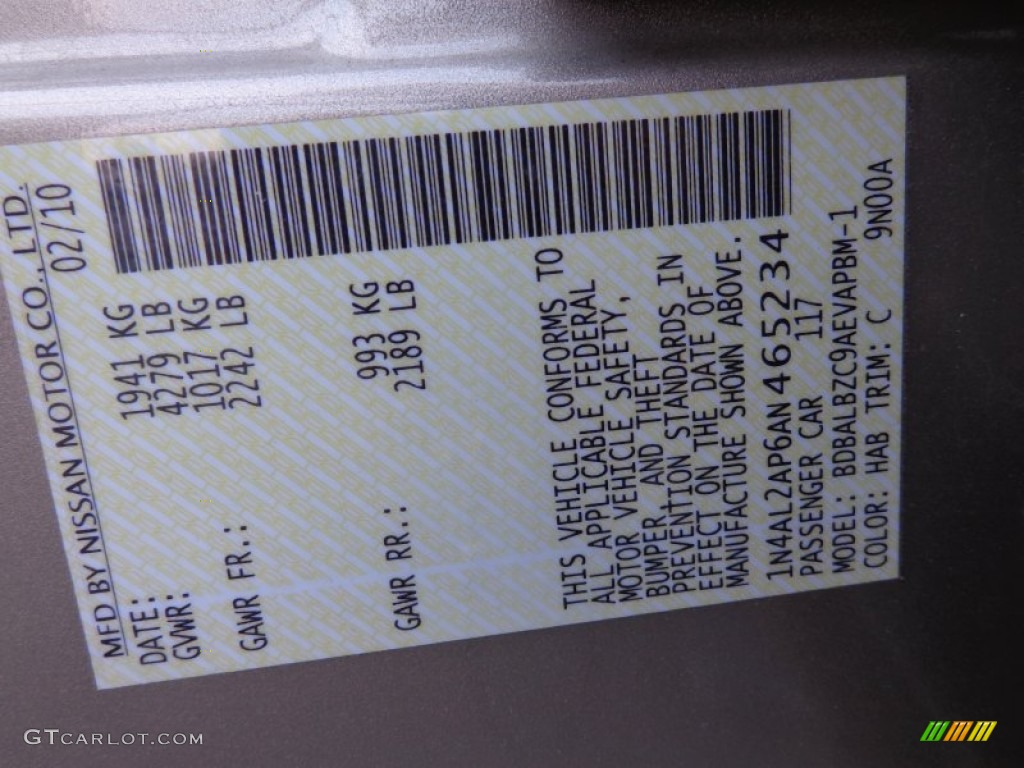 MFD BY NISSAN MOTOR CO., LTD.
DATE: 02/10
GVWR: 1941 KG
4279 LB
GAWR FR.: 1017 KG
2242 LB
GAWR RR.: 993 KG
2189 LB
THIS VEHICLE CONFORMS TO
ALL APPLICABLE FEDERAL
MOTOR VEHICLE SAFETY,
BUMPER, AND THEFT
PREVENTION STANDARDS IN
EFFECT ON THE DATE OF
MANUFACTURE SHOWN ABOVE.
1N4AL2AP6AN465234
PASSENGER CAR 117
MODEL: BDBALBZC9AEVAPBM-1
COLOR: HAB TRIM: C 9N00A
GTCARLOT.COM